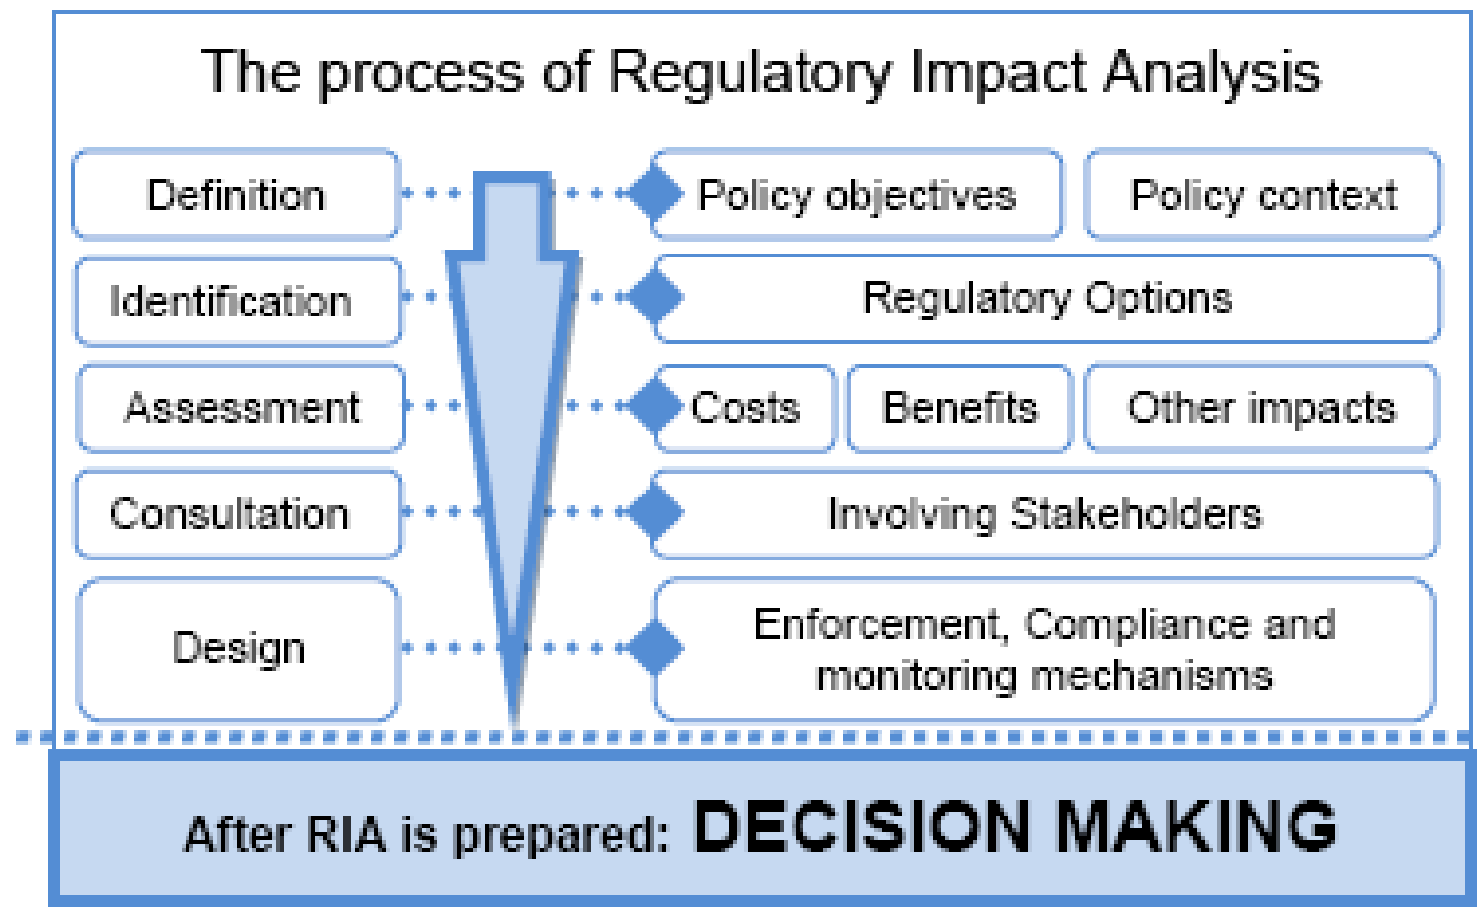 The process of Regulatory Impact Analysis
Definition
Policy objectives
Policy context
Identification
Regulatory Options
Assessment
Costs
Benefits
Other impacts
Consultation
Involving Stakeholders
Design
Enforcement, Compliance and
monitoring mechanisms
After RIA is prepared: DECISION MAKING